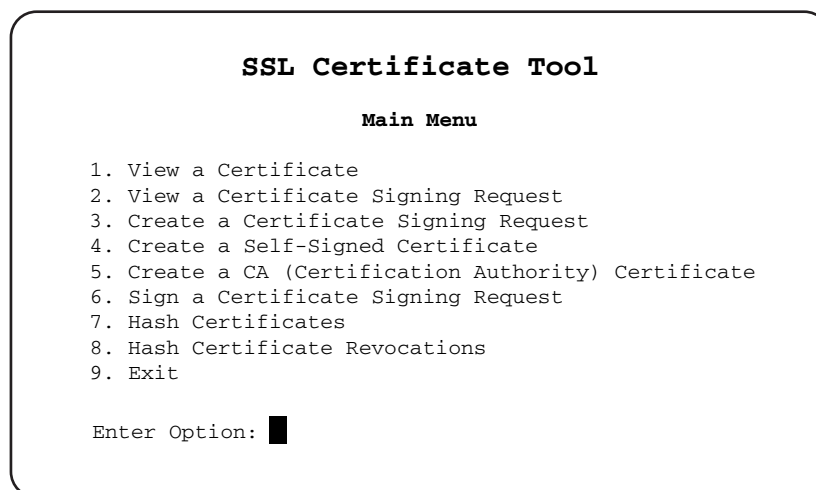 SSL Certificate Tool
Main Menu
1. View a Certificate
2. View a Certificate Signing Request
3. Create a Certificate Signing Request
4. Create a Self-Signed Certificate
5. Create a CA (Certification Authority) Certificate
6. Sign a Certificate Signing Request
7. Hash Certificates
8. Hash Certificate Revocations
9. Exit
Enter Option: